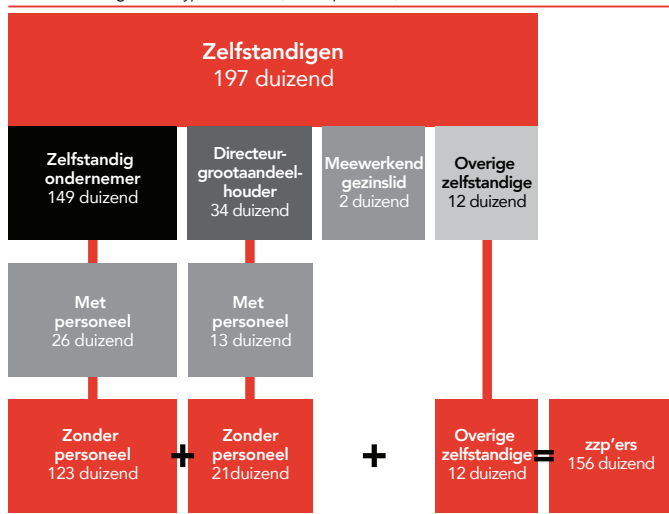 Zelfstandigen
197 duizend
Zelfstandig
ondernemer
149 duizend
Directeur-
grootaandeel-
houder
34 duizend
Meewerkend
gezinslid
2 duizend
Overige
zelfstandige
12 duizend
Met
personeel
26 duizend
Met
personeel
13 duizend
Zonder
personeel
123 duizend
+
Zonder
personeel
21duizend
+
Overige
zelfstandige
12 duizend
=
zzp'ers
156 duizend